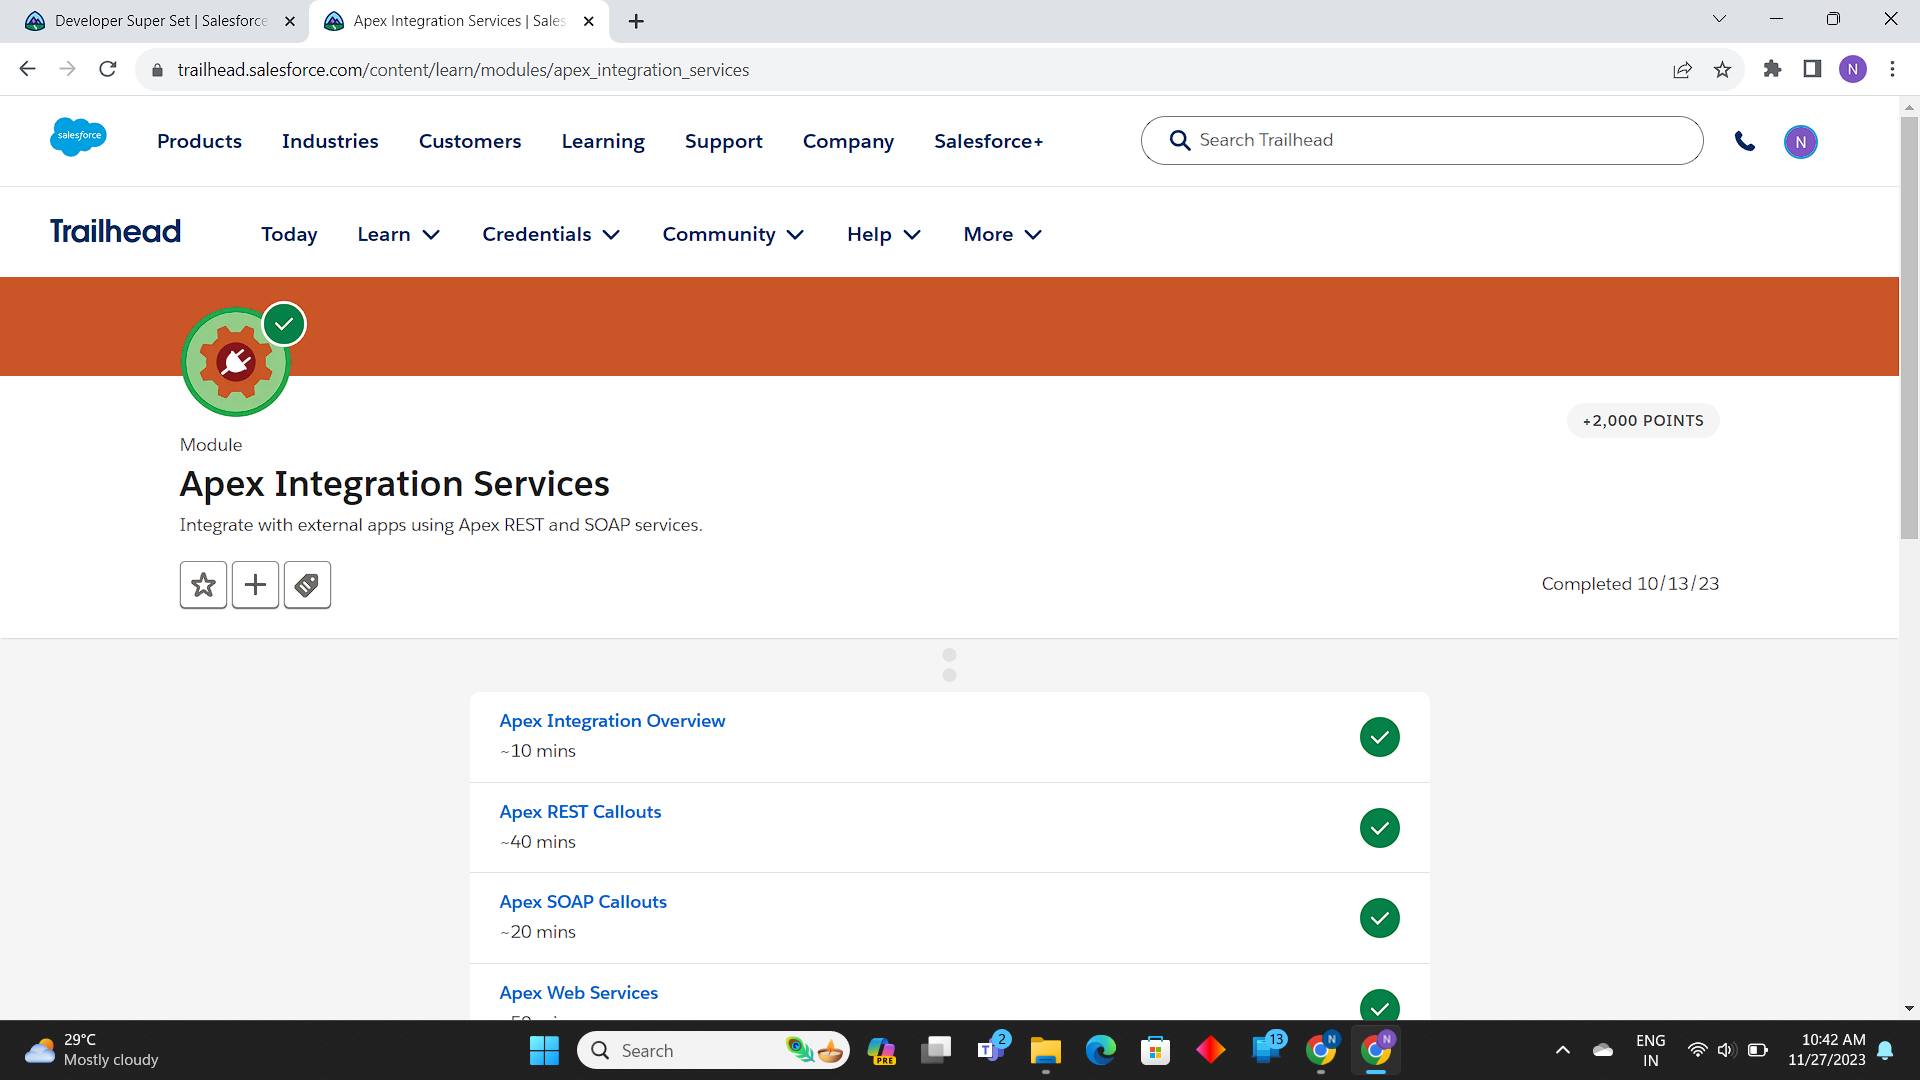 Developer Super Set | Salesforce
Apex Integration Services | Sales
trailhead.salesforce.com/content/learn/modules/apex_integration_services
N
salesforce
Products
Industries
Customers
Learning
Support
Company
Salesforce+
Search Trailhead
N
Trailhead
Today
Learn
Credentials
Community
Help
More
+2,000 POINTS
Module
Apex Integration Services
Integrate with external apps using Apex REST and SOAP services.
Completed 10/13/23
Apex Integration Overview
~10 mins
Apex REST Callouts
~40 mins
Apex SOAP Callouts
~20 mins
Apex Web Services
29°C
Mostly cloudy
Search
PRE
T
2
13
N
N
ENG
IN
10:42 AM
11/27/2023